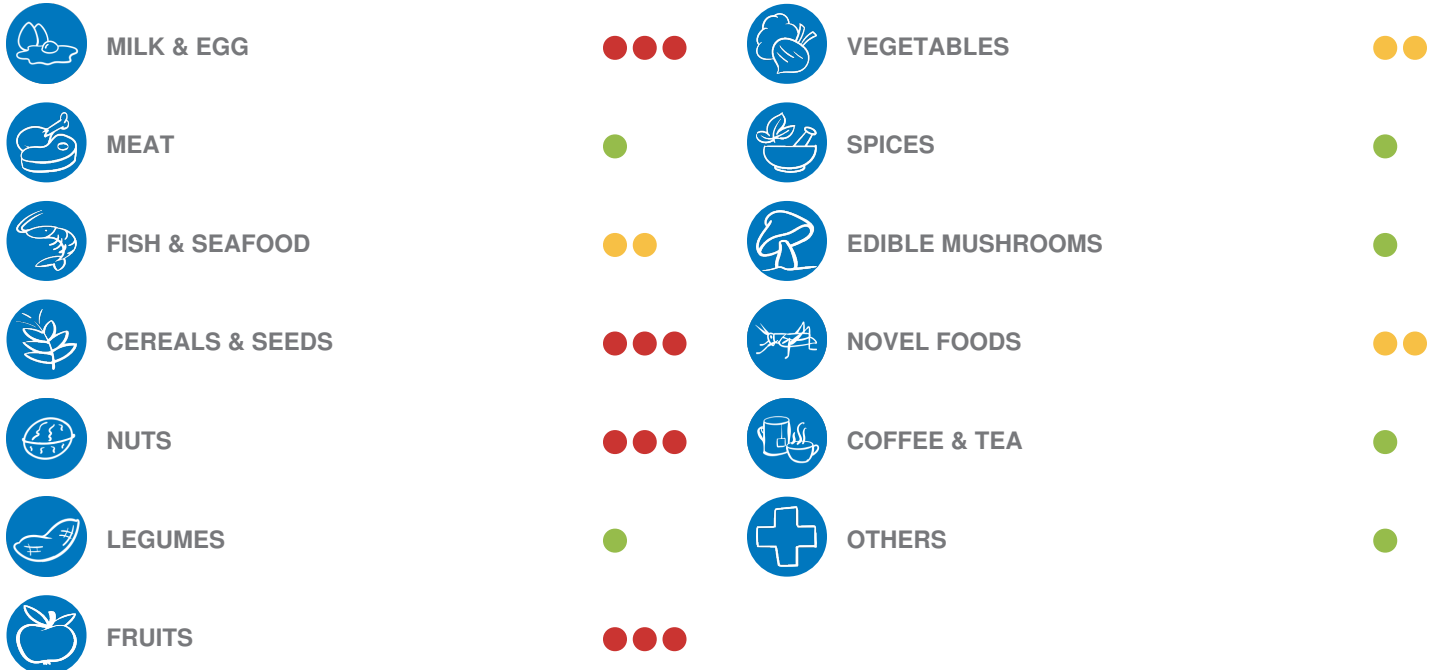 MILK & EGG
MEAT
FISH & SEAFOOD
CEREALS & SEEDS
NUTS
LEGUMES
FRUITS
VEGETABLES
SPICES
EDIBLE MUSHROOMS
NOVEL FOODS
COFFEE & TEA
OTHERS